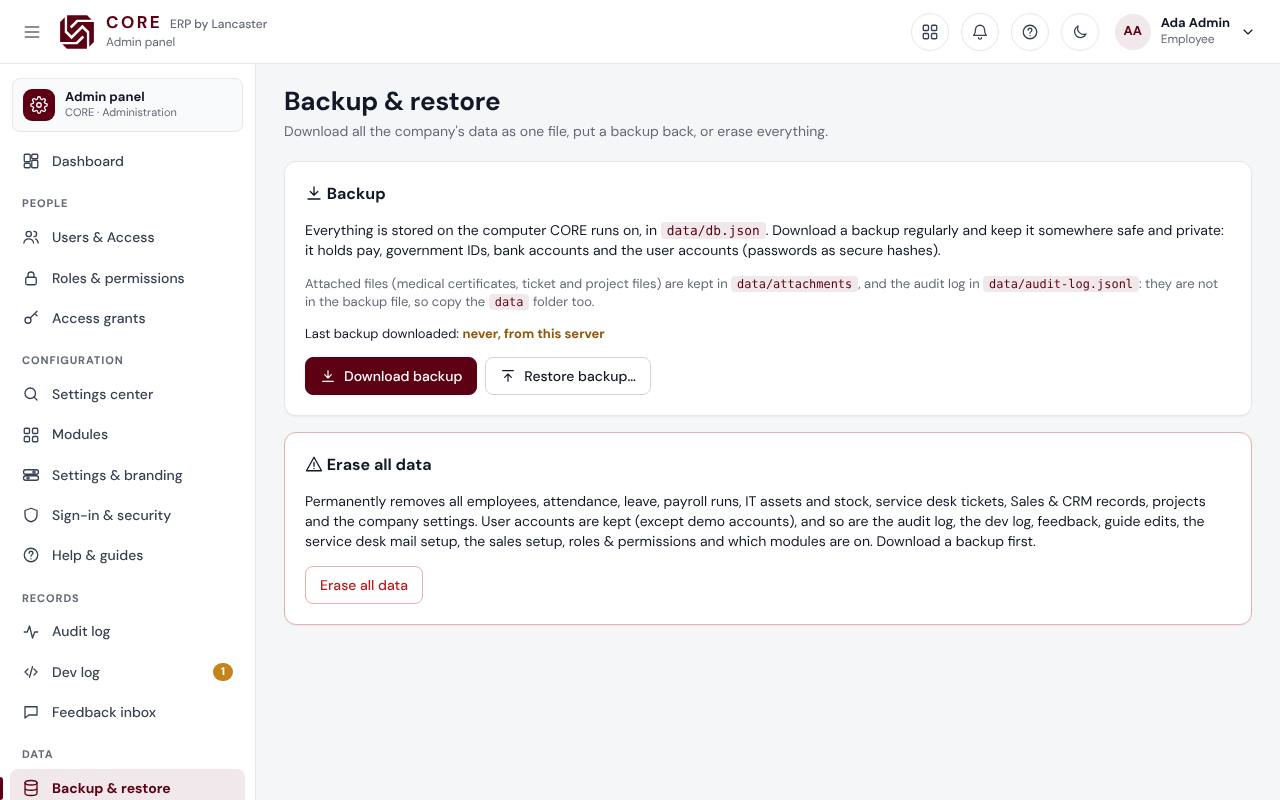 CORE ERP by Lancaster
Admin panel
AA
Ada Admin
Employee
Admin panel
CORE · Administration
Dashboard
PEOPLE
Users & Access
Roles & permissions
Access grants
CONFIGURATION
Settings center
Modules
Settings & branding
Sign-in & security
Help & guides
RECORDS
Audit log
Dev log 1
Feedback inbox
DATA
Backup & restore
Backup & restore
Download all the company's data as one file, put a backup back, or erase everything.
Backup
Everything is stored on the computer CORE runs on, in data/db.json. Download a backup regularly and keep it somewhere safe and private:
it holds pay, government IDs, bank accounts and the user accounts (passwords as secure hashes).
Attached files (medical certificates, ticket and project files) are kept in data/attachments, and the audit log in data/audit-log.jsonl: they are not
in the backup file, so copy the data folder too.
Last backup downloaded: never, from this server
Download backup
Restore backup…
Erase all data
Permanently removes all employees, attendance, leave, payroll runs, IT assets and stock, service desk tickets, Sales & CRM records, projects
and the company settings. User accounts are kept (except demo accounts), and so are the audit log, the dev log, feedback, guide edits, the
service desk mail setup, the sales setup, roles & permissions and which modules are on. Download a backup first.
Erase all data